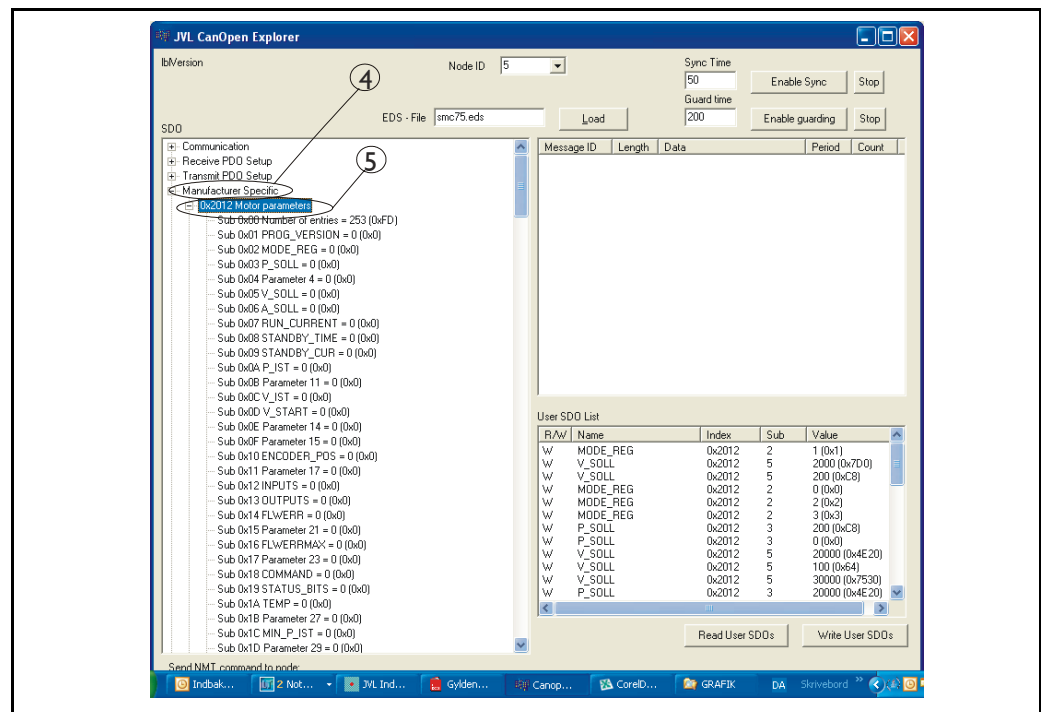 JVL CanOpen Explorer
lblVersion
Node ID 5
Sync Time
50
Enable Sync Stop
Guard time
EDS - File smc75.eds Load
200
Enable guarding Stop
4
5
SDO
Communication
Receive PDO Setup
Transmit PDO Setup
Manufacturer Specific
0x2012 Motor parameters
Sub 0x00 Number of entries = 253 (0xFD)
Sub 0x01 PROG_VERSION = 0 (0x0)
Sub 0x02 MODE_REG = 0 (0x0)
Sub 0x03 P_SOLL = 0 (0x0)
Sub 0x04 Parameter 4 = 0 (0x0)
Sub 0x05 V_SOLL = 0 (0x0)
Sub 0x06 A_SOLL = 0 (0x0)
Sub 0x07 RUN_CURRENT = 0 (0x0)
Sub 0x08 STANDBY_TIME = 0 (0x0)
Sub 0x09 STANDBY_CUR = 0 (0x0)
Sub 0x0A P_IST = 0 (0x0)
Sub 0x0B Parameter 11 = 0 (0x0)
Sub 0x0C V_IST = 0 (0x0)
Sub 0x0D V_START = 0 (0x0)
Sub 0x0E Parameter 14 = 0 (0x0)
Sub 0x0F Parameter 15 = 0 (0x0)
Sub 0x10 ENCODER_POS = 0 (0x0)
Sub 0x11 Parameter 17 = 0 (0x0)
Sub 0x12 INPUTS = 0 (0x0)
Sub 0x13 OUTPUTS = 0 (0x0)
Sub 0x14 FLWERR = 0 (0x0)
Sub 0x15 Parameter 21 = 0 (0x0)
Sub 0x16 FLWERRMAX = 0 (0x0)
Sub 0x17 Parameter 23 = 0 (0x0)
Sub 0x18 COMMAND = 0 (0x0)
Sub 0x19 STATUS_BITS = 0 (0x0)
Sub 0x1A TEMP = 0 (0x0)
Sub 0x1B Parameter 27 = 0 (0x0)
Sub 0x1C MIN_P_IST = 0 (0x0)
Sub 0x1D Parameter 29 = 0 (0x0)
Message ID Length Data Period Count
User SDO List
R/W Name Index Sub Value
W MODE_REG 0x2012 2 1 (0x1)
W V_SOLL 0x2012 5 2000 (0x7D0)
W V_SOLL 0x2012 5 200 (0xC8)
W MODE_REG 0x2012 2 0 (0x0)
W MODE_REG 0x2012 2 2 (0x2)
W MODE_REG 0x2012 2 3 (0x3)
W P_SOLL 0x2012 3 200 (0xC8)
W P_SOLL 0x2012 3 0 (0x0)
W V_SOLL 0x2012 5 20000 (0x4E20)
W V_SOLL 0x2012 5 100 (0x64)
W V_SOLL 0x2012 5 30000 (0x7530)
W P_SOLL 0x2012 3 20000 (0x4E20)
Read User SDOs Write User SDOs
Send NMT command to node:
Indbak... 2 Not... JVL Ind... Gylden... Canop... CorelD... GRAFIK DA Skrivebord